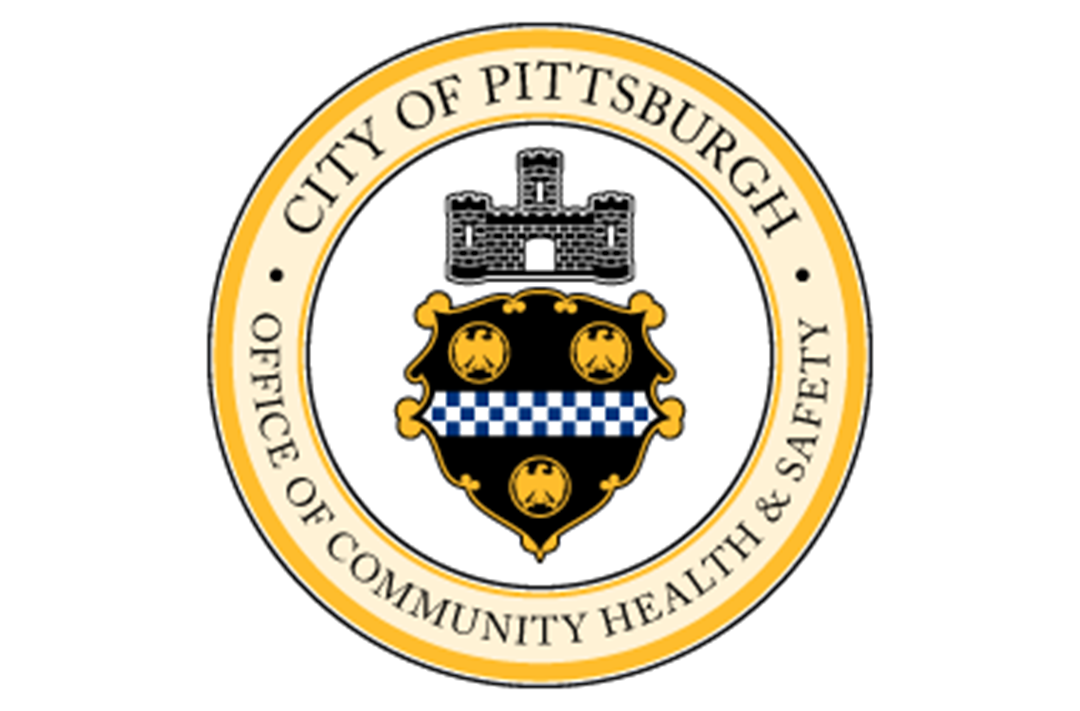 CITY OF PITTSBURGH
OFFICE OF COMMUNITY HEALTH & SAFETY